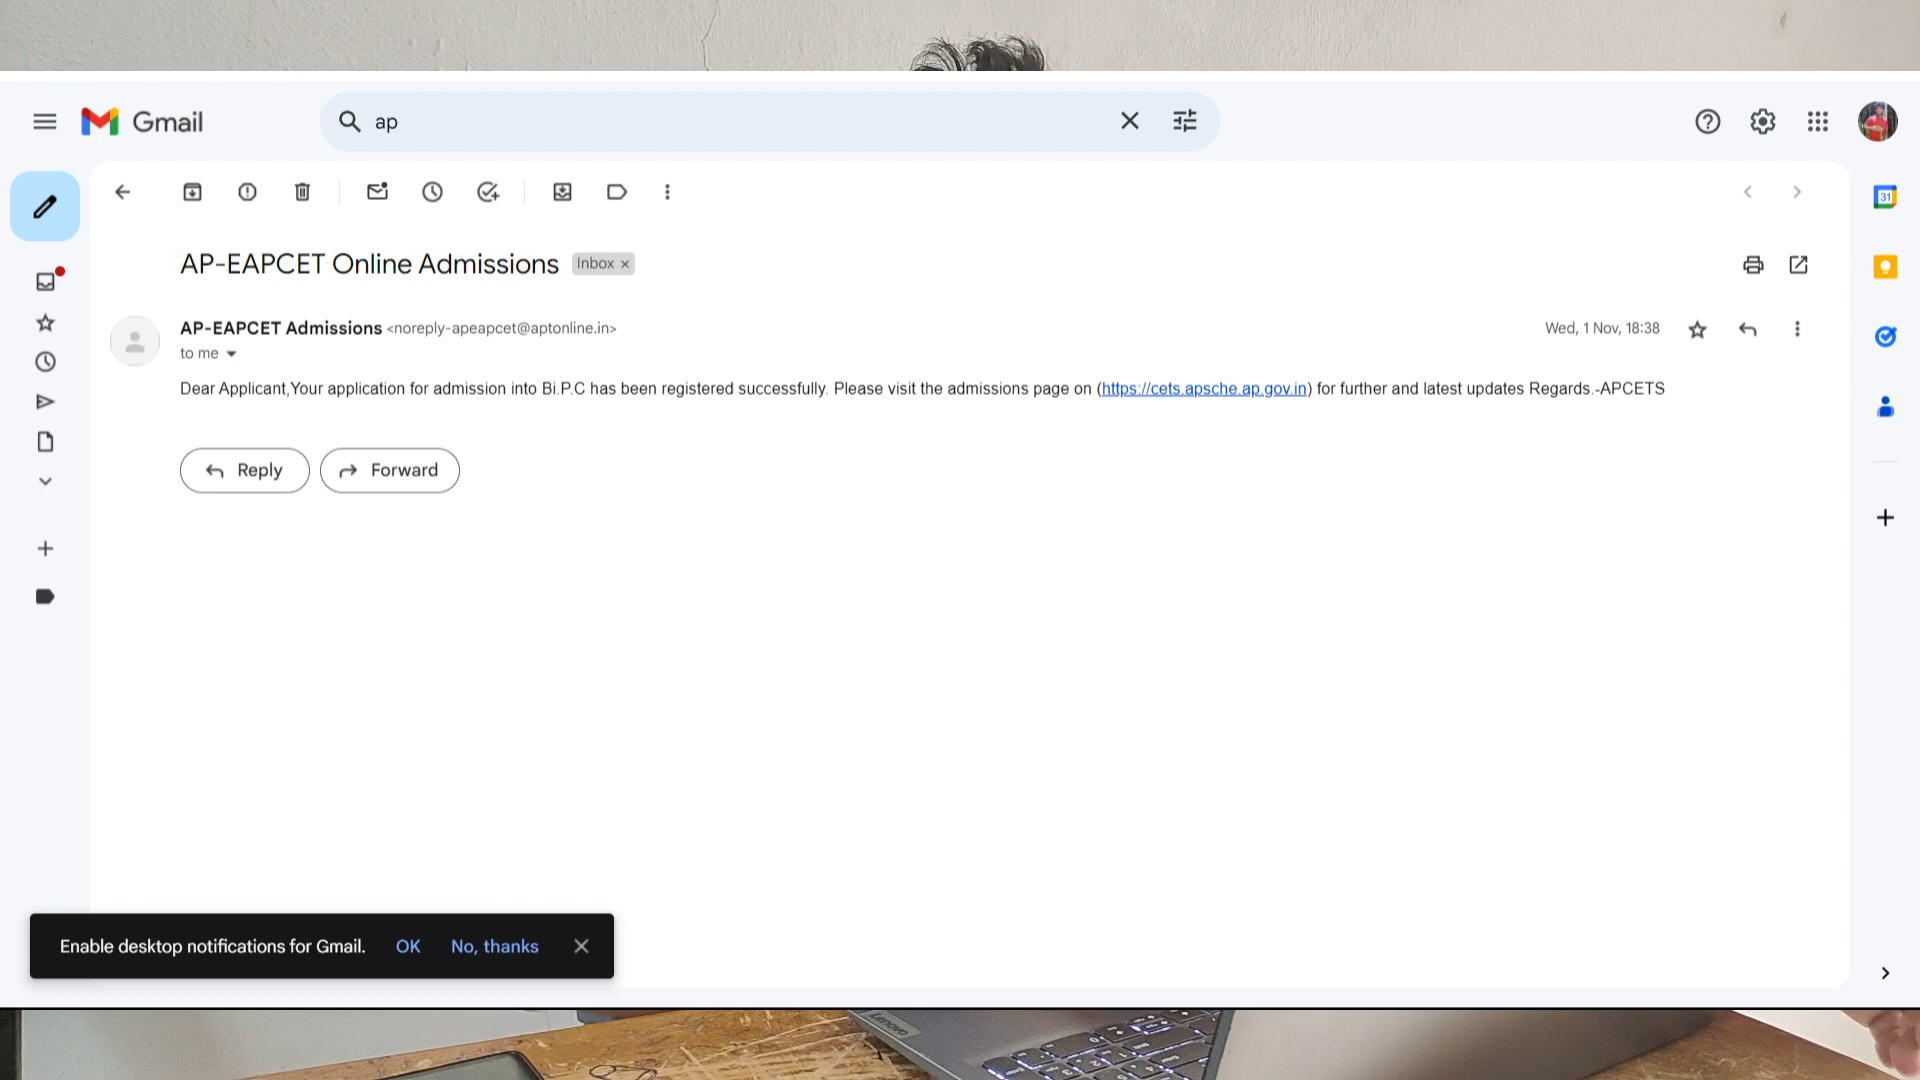 Gmail
ap
31
AP-EAPCET Online Admissions Inbox ×
AP-EAPCET Admissions <noreply-apeapcet@aptonline.in> Wed, 1 Nov, 18:38
to me
Dear Applicant,Your application for admission into Bi.P.C has been registered successfully. Please visit the admissions page on (https://cets.apsche.ap.gov.in) for further and latest updates Regards.-APCETS
Reply Forward
Enable desktop notifications for Gmail. OK No, thanks
Lenovo